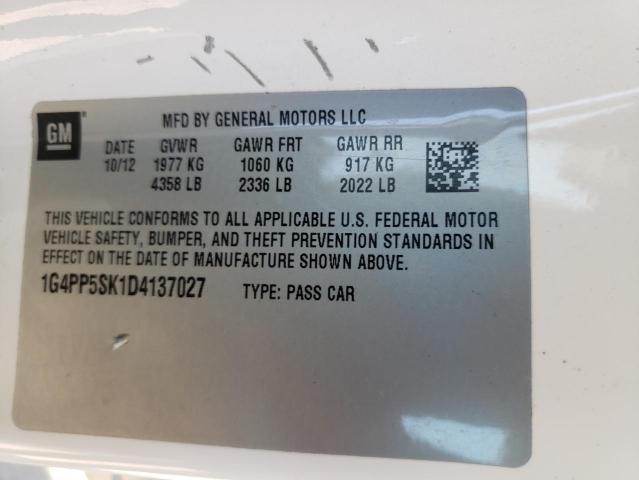 GM
MFD BY GENERAL MOTORS LLC
DATE GVWR GAWR FRT GAWR RR
10/12 1977 KG 1060 KG 917 KG
4358 LB 2336 LB 2022 LB
THIS VEHICLE CONFORMS TO ALL APPLICABLE U.S. FEDERAL MOTOR
VEHICLE SAFETY, BUMPER, AND THEFT PREVENTION STANDARDS IN
EFFECT ON THE DATE OF MANUFACTURE SHOWN ABOVE.
1G4PP5SK1D4137027 TYPE: PASS CAR